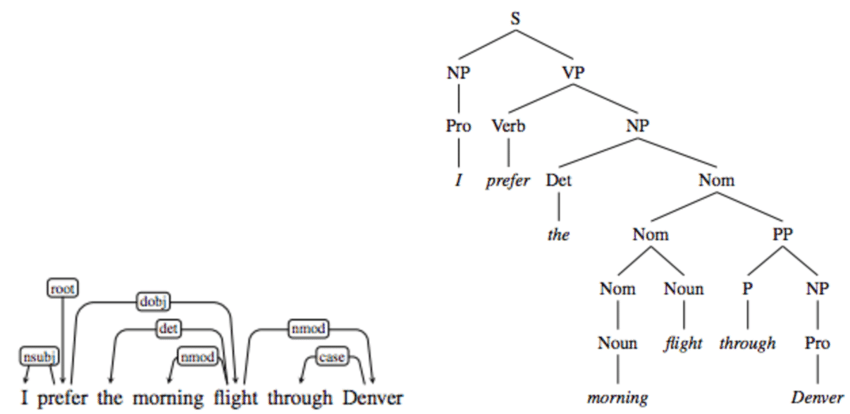 S
NP VP
Pro Verb NP
I prefer Det Nom
the Nom PP
root
dobj
Nom Noun P NP
det
nmod
nsubj
nmod
case
Noun flight through Pro
I prefer the morning flight through Denver
morning Denver